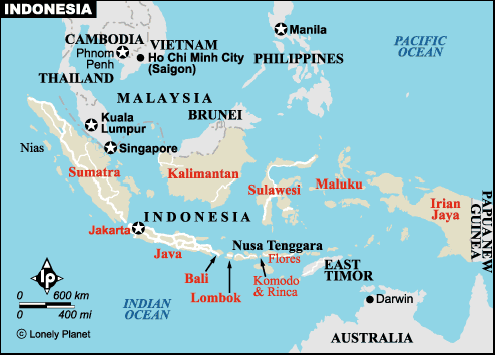 INDONESIA
Manila
PACIFIC
OCEAN
CAMBODIA
Phnom
Penh
VIETNAM
Ho Chi Minh City
(Saigon)
PHILIPPINES
THAILAND
MALAYSIA
BRUNEI
Kuala
Lumpur
Nias
Singapore
Sumatra
Kalimantan
Sulawesi
Maluku
Irian
Jaya
PAPUA NEW
GUINEA
INDONESIA
Jakarta
Java
Nusa Tenggara
Flores
Bali
Lombok
Komodo
& Rinca
EAST
TIMOR
lp
0 600 km
0 400 mi
INDIAN
OCEAN
Darwin
© Lonely Planet
AUSTRALIA